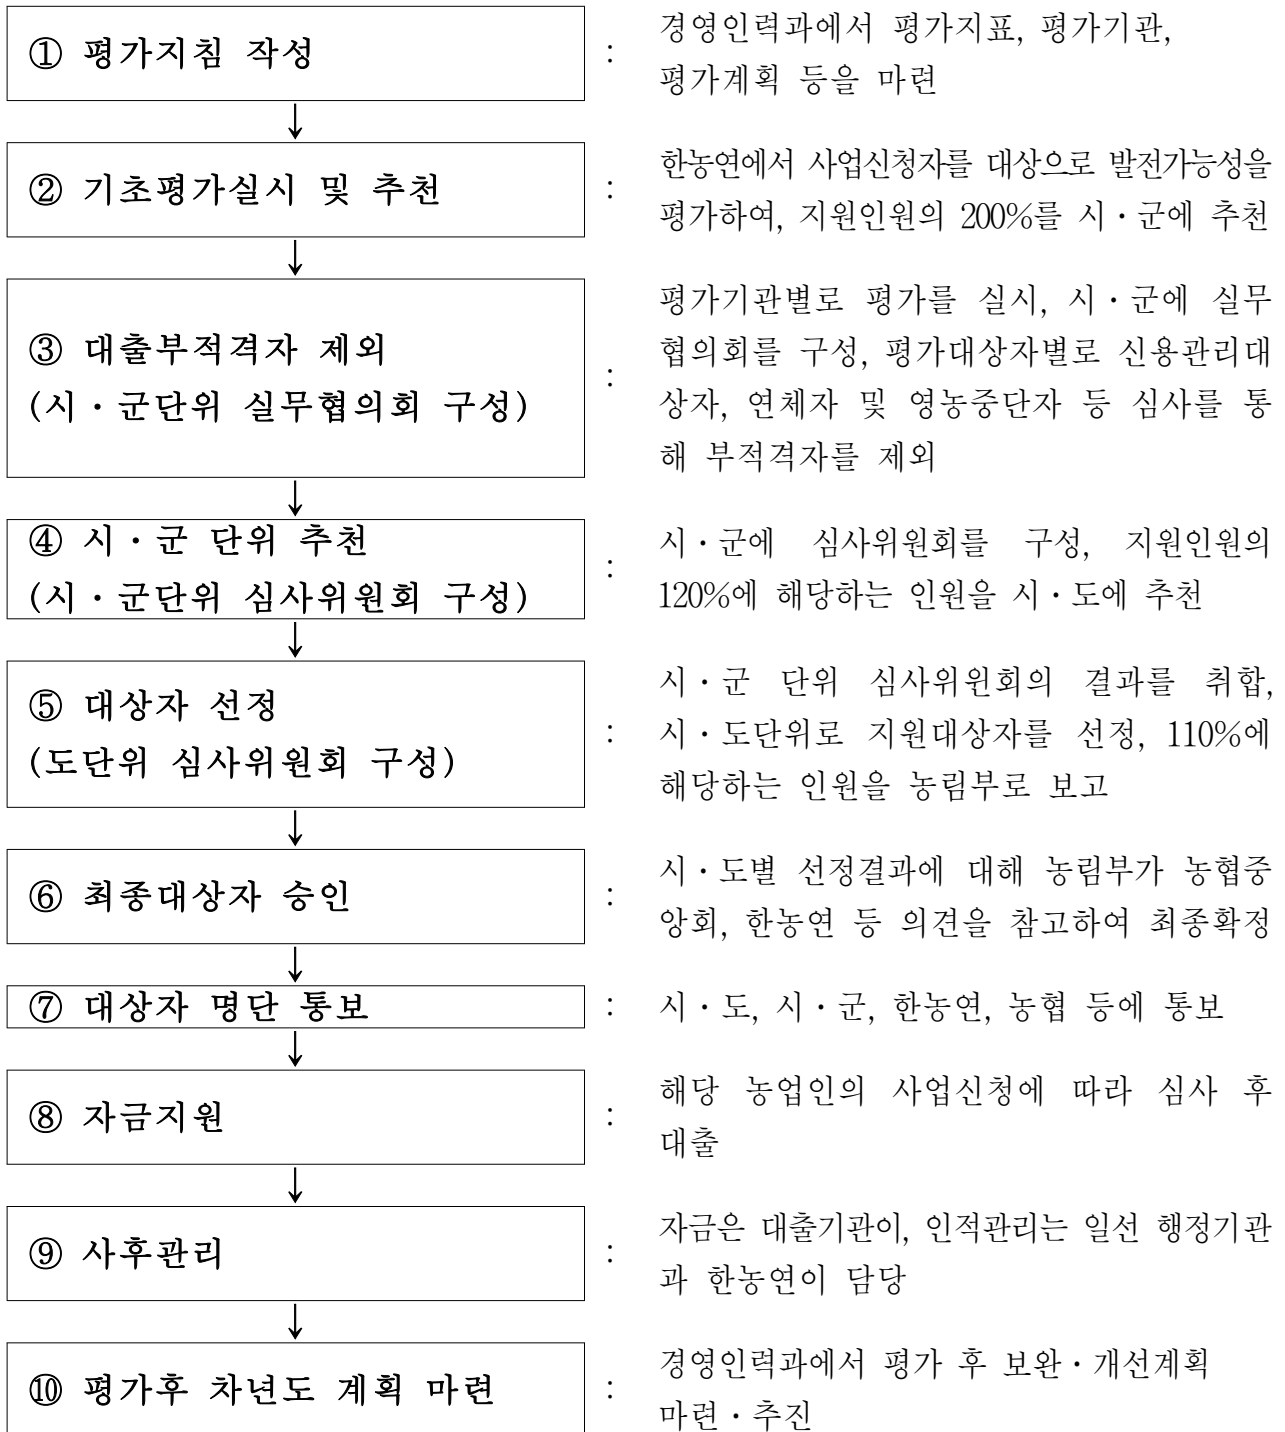 ① 평가지침 작성
:
경영인력과에서 평가지표, 평가기관,
평가계획 등을 마련
↓
② 기초평가실시 및 추천
:
한농연에서 사업신청자를 대상으로 발전가능성을
평가하여, 지원인원의 200%를 시・군에 추천
↓
③ 대출부적격자 제외
(시・군단위 실무협의회 구성)
:
평가기관별로 평가를 실시, 시・군에 실무
협의회를 구성, 평가대상자별로 신용관리대
상자, 연체자 및 영농중단자 등 심사를 통
해 부적격자를 제외
↓
④ 시・군 단위 추천
(시・군단위 심사위원회 구성)
:
시・군에 심사위원회를 구성, 지원인원의
120%에 해당하는 인원을 시・도에 추천
↓
⑤ 대상자 선정
(도단위 심사위원회 구성)
:
시・군 단위 심사위윈회의 결과를 취합,
시・도단위로 지원대상자를 선정, 110%에
해당하는 인원을 농림부로 보고
↓
⑥ 최종대상자 승인
:
시・도별 선정결과에 대해 농림부가 농협중
앙회, 한농연 등 의견을 참고하여 최종확정
↓
⑦ 대상자 명단 통보
:
시・도, 시・군, 한농연, 농협 등에 통보
↓
⑧ 자금지원
:
해당 농업인의 사업신청에 따라 심사 후
대출
↓
⑨ 사후관리
:
자금은 대출기관이, 인적관리는 일선 행정기관
과 한농연이 담당
↓
⑩ 평가후 차년도 계획 마련
:
경영인력과에서 평가 후 보완・개선계획
마련・추진